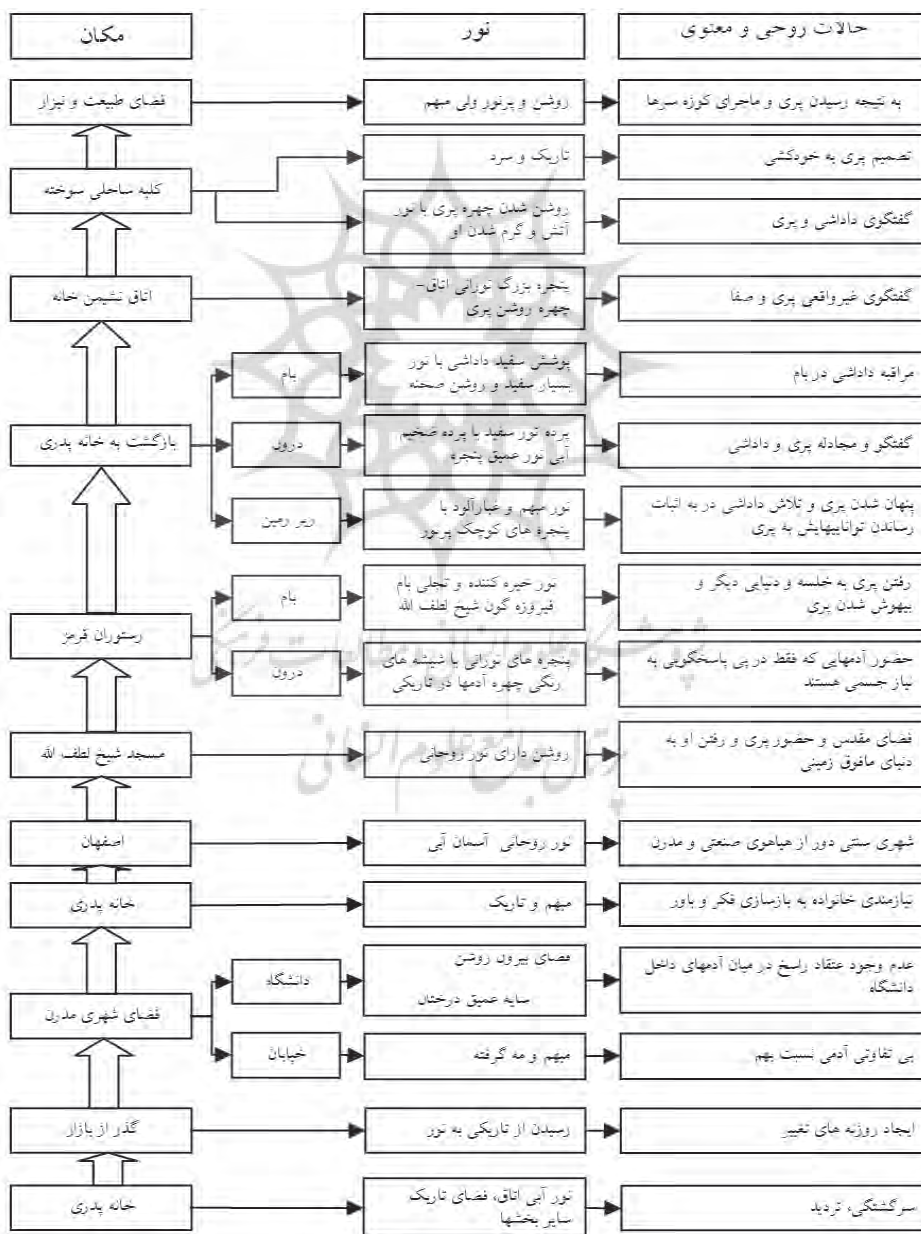 حالات روحی و معنوی
نور
مکان
به نتیجه رسیدن پری و ماجرای کوزه سرها
روشن و پرنور ولی مبهم
فضای طبیعت و نیزار
تصمیم پری به خودکشی
تاریک و سرد
کلبه ساحلی سوخته
گفتگوی داداشی و پری
روشن شدن چهره پری با نور
آتش و گرم شدن او
گفتگوی غیرواقعی پری و صفا
پنجره بزرگ نورانی اتاق-
چهره روشن پری
اتاق نشیمن خانه
مراقبه داداشی در بام
پوشش سفید داداشی با نور
بسیار سفید و روشن صحنه
بام
گفتگو و مجادله پری و داداشی
پرده تور سفید با پرده ضخیم
آبی نور عمیق پنجره
درون
بازگشت به خانه پدری
پنهان شدن پری و تلاش داداشی در به اثبات
رساندن تواناییهایش به پری
نور مبهم و غبارآلود با
پنجره های کوچک پرنور
زیر زمین
رفتن پری به خلسه و دنیایی دیگر و
بیهوش شدن پری
نور خیره کننده و تجلی بام
فیروزه گون شیخ لطف الله
بام
رستوران قرمز
حضور آدمهایی که فقط در پی پاسخگویی به
نیاز جسمی هستند
پنجره های نورانی با شیشه های
رنگی چهره آدمها در تاریکی
درون
پژوهشگاه علوم انسانی و مطالعات فرهنگی
فضای مقدس و حضور پری و رفتن او به
دنیای مافوق زمینی
روشن دارای نور روحانی
مسجد شیخ لطف الله
پرتال جامع علوم انسانی
شهری سنتی دور از هیاهوی صنعتی و مدرن
نور روحانی آسمان آبی
اصفهان
نیازمندی خانواده به بازسازی فکر و باور
مبهم و تاریک
خانه پدری
عدم وجود عتقاد راسخ در میان آدمهای داخل
دانشگاه
فضای بیرون روشن
سایه عمیق درختان
دانشگاه
فضای شهری مدرن
بی تفاوتی آدمی نسبت بهم
مبهم و مه گرفته
خیابان
ایجاد روزنه های تغییر
رسیدن از تاریکی به نور
گذر از بازار
سرگشتگی، تردید
نور آبی اتاق، فضای تاریک
سایر بخشها
خانه پدری